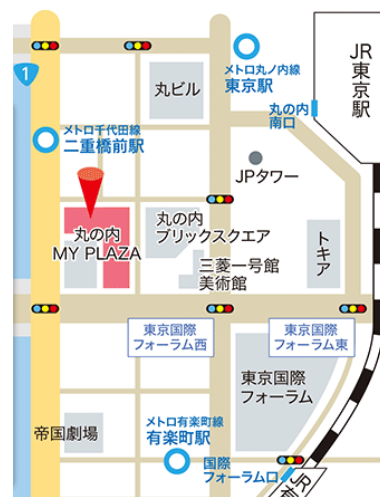 1
メトロ丸ノ内線
東京駅
JR
東京駅
丸ビル
丸の内
南口
メトロ千代田線
二重橋前駅
JPタワー
丸の内
MY PLAZA
丸の内
ブリックスクエア
トキア
三菱一号館
美術館
東京国際
フォーラム西
東京国際
フォーラム東
東京国際
フォーラム
帝国劇場
メトロ有楽町線
有楽町駅
国際
フォーラム口